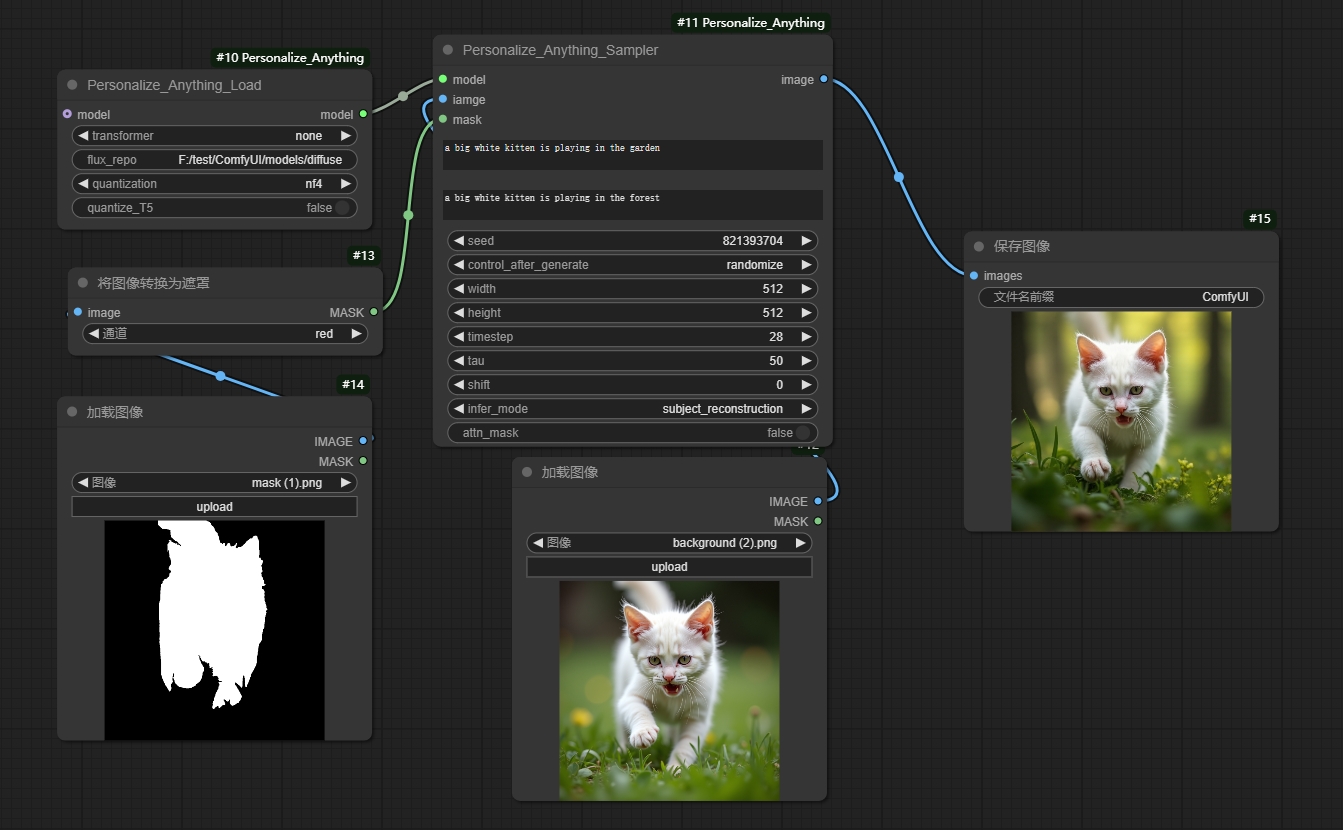 #10 Personalize_Anything
Personalize_Anything_Load
model model
transformer none
flux_repo F:/test/ComfyUI/models/diffuse
quantization nf4
quantize_T5 false
#13
将图像转换为遮罩
image MASK
通道 red
#14
加载图像
IMAGE
MASK
图像 mask (1).png
upload
#11 Personalize_Anything
Personalize_Anything_Sampler
model image
iamge
mask
a big white kitten is playing in the garden
a big white kitten is playing in the forest
seed 821393704
control_after_generate randomize
width 512
height 512
timestep 28
tau 50
shift 0
infer_mode subject_reconstruction
attn_mask false
加载图像
IMAGE
MASK
图像 background (2).png
upload
#15
保存图像
images
文件名前缀 ComfyUI